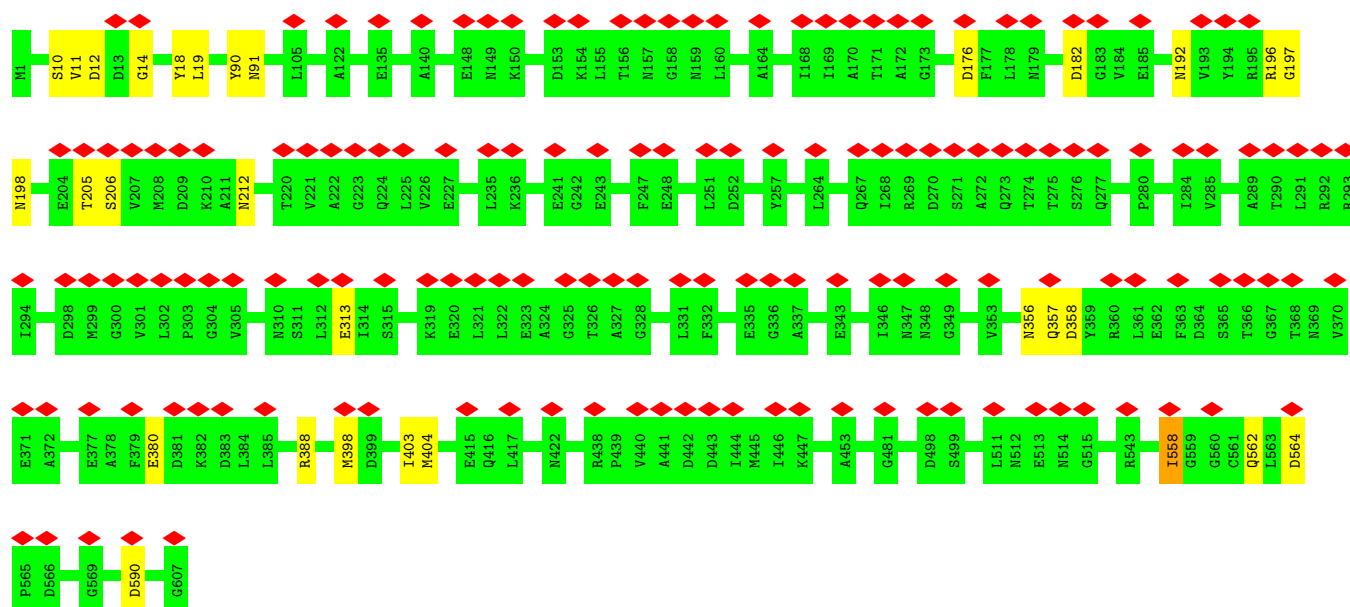 M1 S10 V11 D12 D13 G14 Y18 L19 Y90 N91 L105 A122 E135 A140 E148 N149 K150 D153 K154 L155 T156 N157 G158 N159 L160 A164 I168 I169 A170 T171 A172 G173 D176 F177 L178 N179 D182 G183 V184 E185 N192 V193 Y194 R195 R196 G197
N198 E204 T205 S206 V207 M208 D209 K210 A211 N212 T220 V221 A222 G223 Q224 L225 V226 E227 L235 K236 E241 G242 E243 F247 E248 L251 D252 Y257 L264 Q267 I268 R269 D270 S271 A272 Q273 T274 T275 S276 Q277 P280 I284 V285 A289 T290 L291 R292 R293
I294 D298 M299 G300 V301 L302 P303 G304 V305 N310 S311 L312 E313 I314 S315 K319 E320 L321 L322 E323 A324 G325 T326 A327 G328 L331 F332 E335 G336 A337 E343 I346 N347 N348 G349 V353 N356 Q357 D358 Y359 R360 L361 E362 F363 D364 S365 T366 G367 T368 N369 V370
E371 A372 E377 A378 F379 E380 D381 K382 D383 L384 L385 R388 M398 D399 I403 M404 E415 Q416 L417 N422 R438 P439 V440 A441 D442 D443 I444 M445 I446 K447 A453 G481 D498 S499 L511 N512 E513 N514 G515 R543 I558 G559 G560 C561 Q562 L563 D564
P565 D566 G569 D590 G607